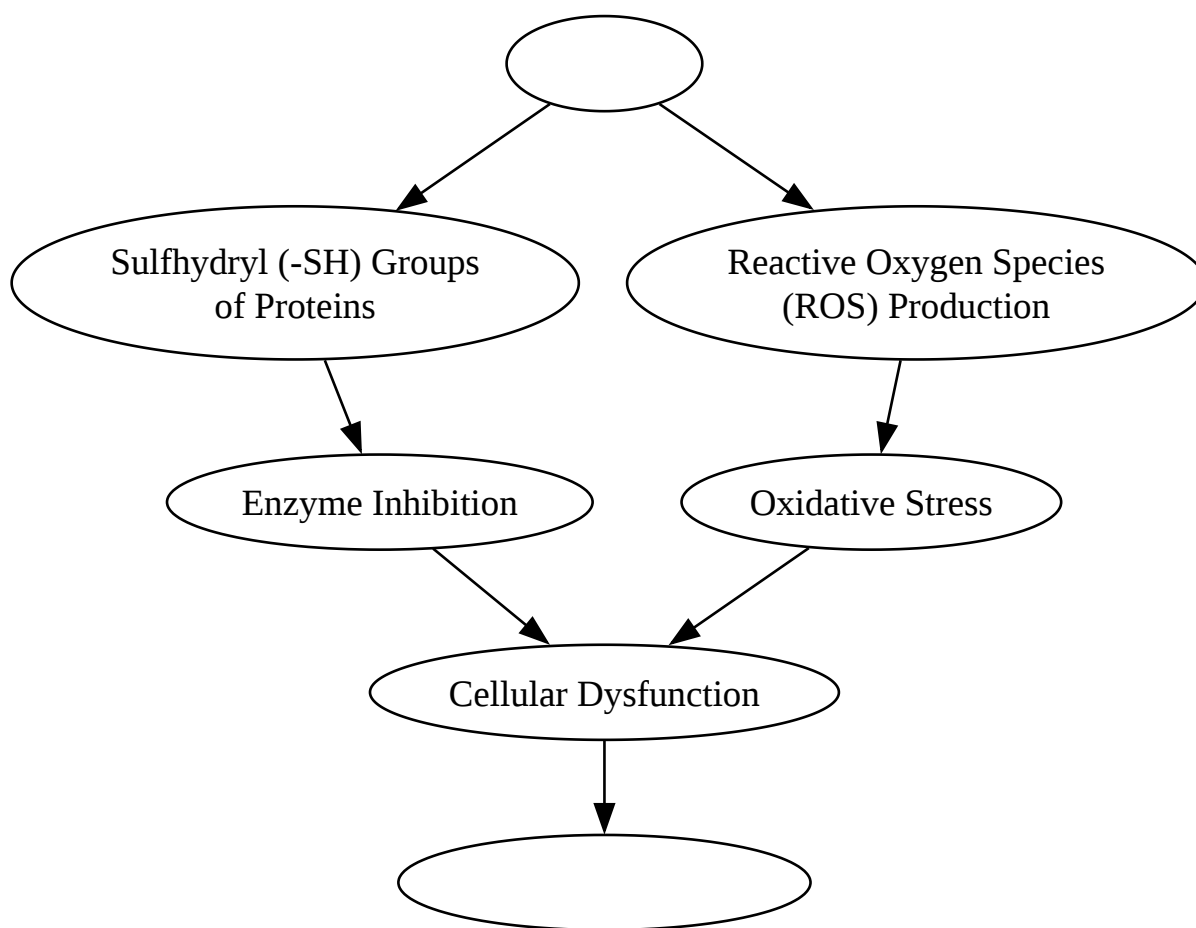 Sulfhydryl (-SH) Groups
of Proteins
Reactive Oxygen Species
(ROS) Production
Enzyme Inhibition
Oxidative Stress
Cellular Dysfunction